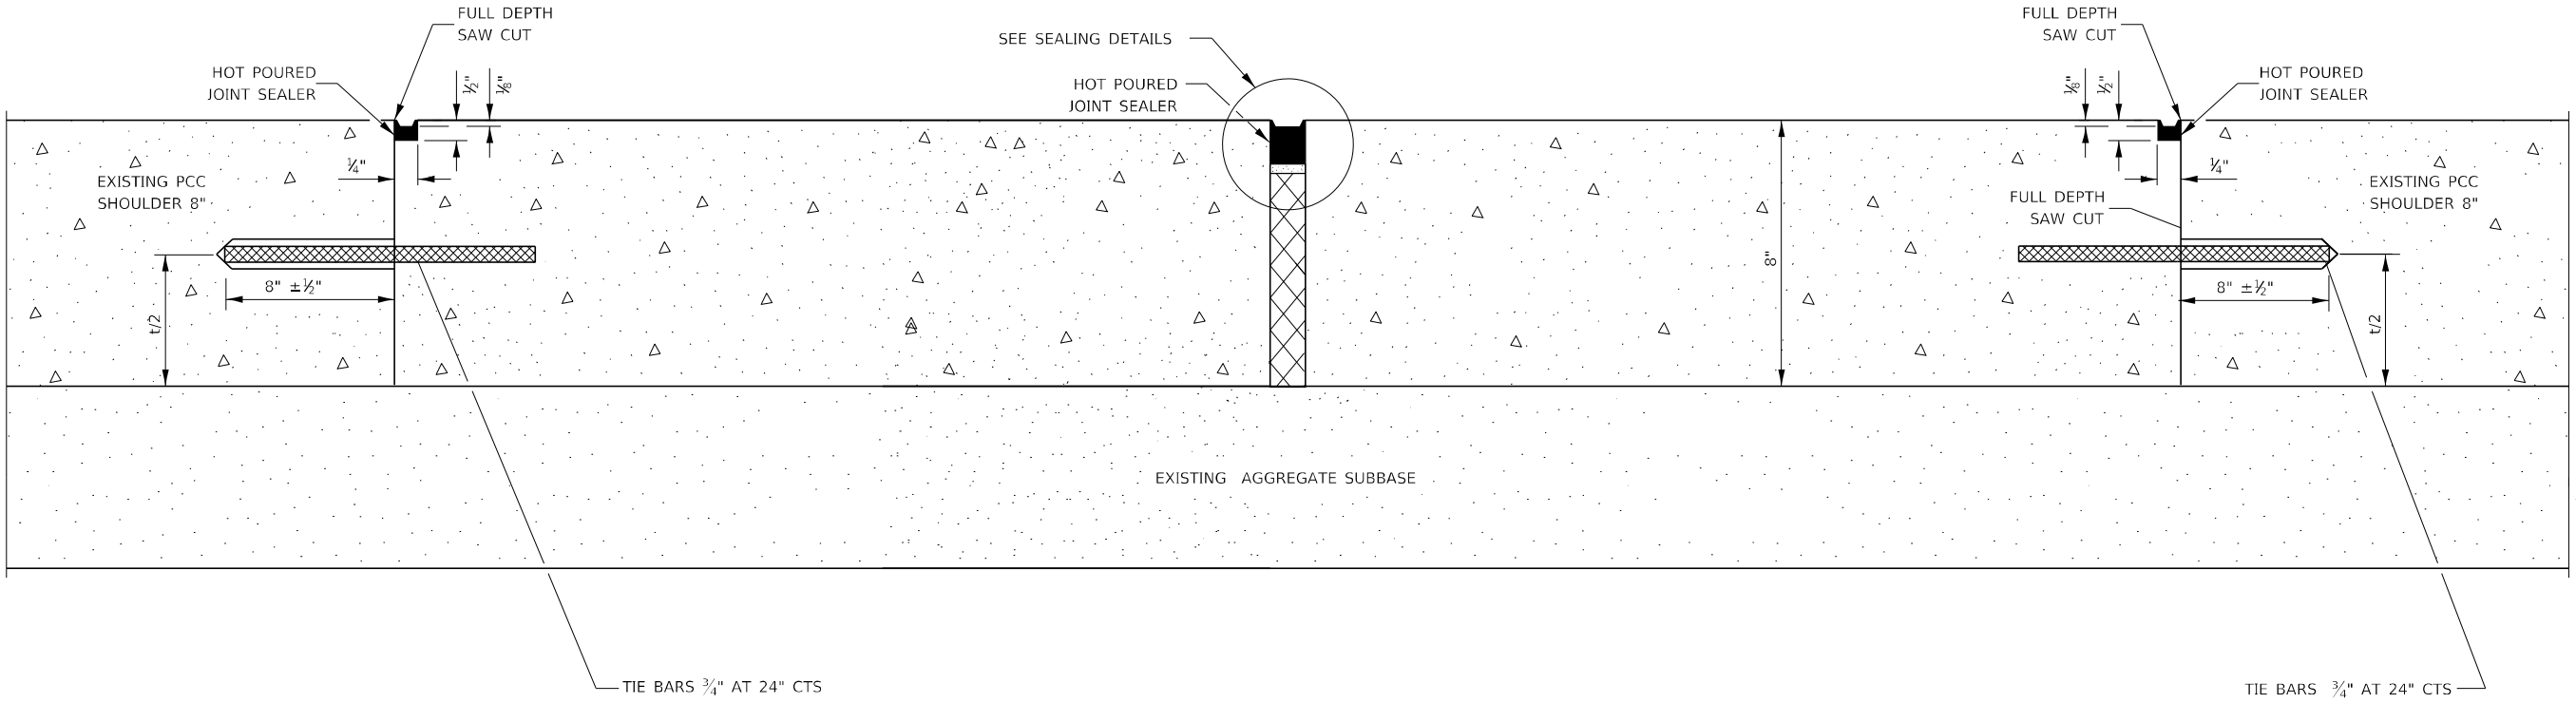 FULL DEPTH
SAW CUT
HOT POURED
JOINT SEALER
½"
⅛"
¼"
EXISTING PCC
SHOULDER 8"
8" ±½"
t/2
TIE BARS ¾" AT 24" CTS
SEE SEALING DETAILS
HOT POURED
JOINT SEALER
8"
EXISTING AGGREGATE SUBBASE
FULL DEPTH
SAW CUT
HOT POURED
JOINT SEALER
⅛"
½"
¼"
EXISTING PCC
SHOULDER 8"
FULL DEPTH
SAW CUT
8" ±½"
t/2
TIE BARS ¾" AT 24" CTS